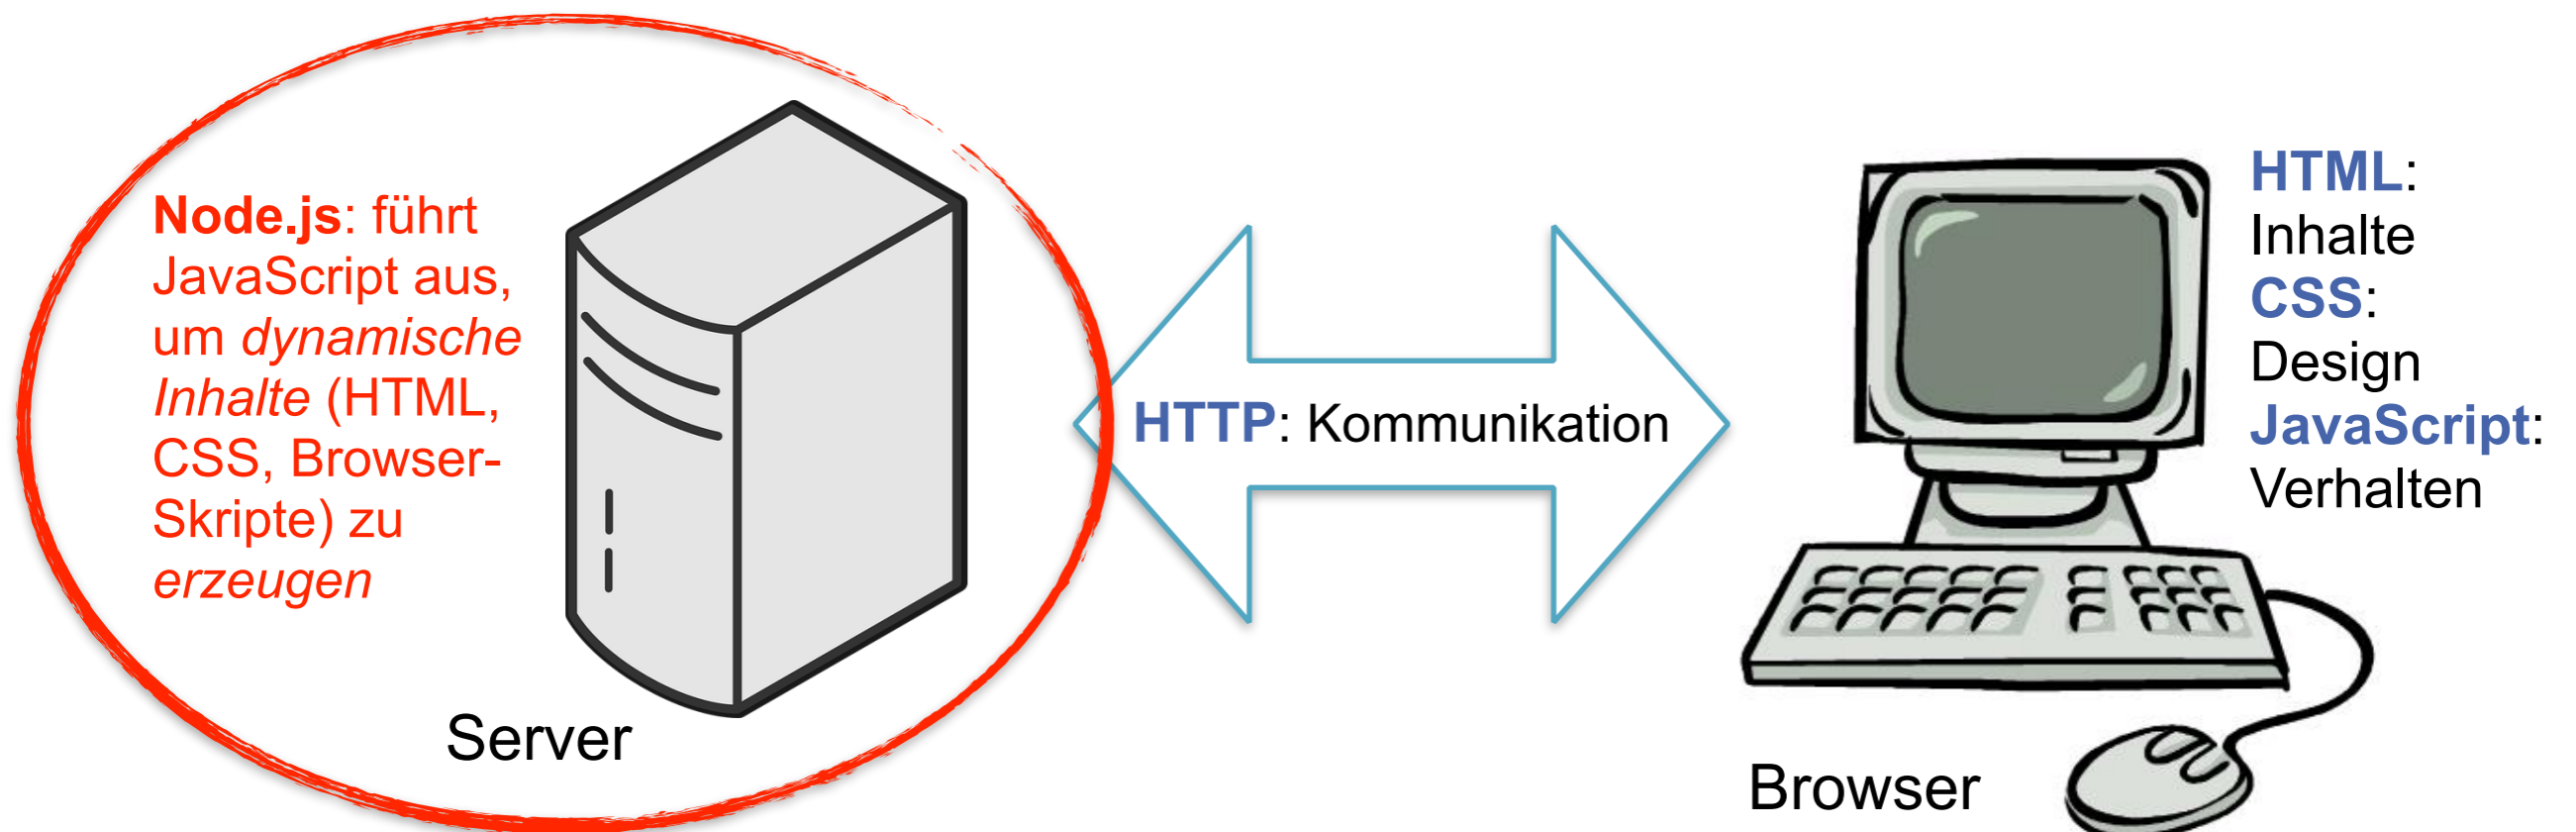 Node.js: führt
JavaScript aus,
um dynamische
Inhalte (HTML,
CSS, Browser-
Skripte) zu
erzeugen
Server
HTTP: Kommunikation
HTML:
Inhalte
CSS:
Design
JavaScript:
Verhalten
Browser